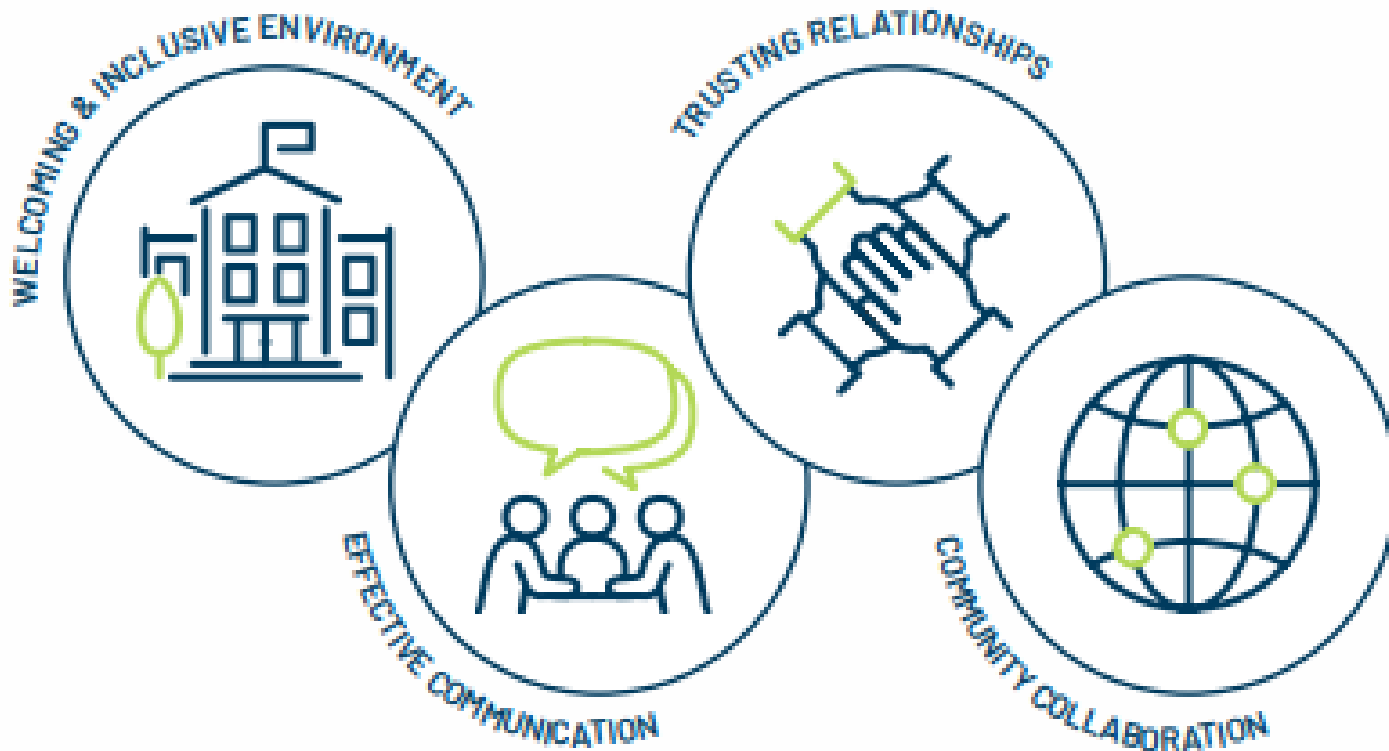 WELCOMING & INCLUSIVE ENVIRONMENT
EFFECTIVE COMMUNICATION
TRUSTING RELATIONSHIPS
COMMUNITY COLLABORATION